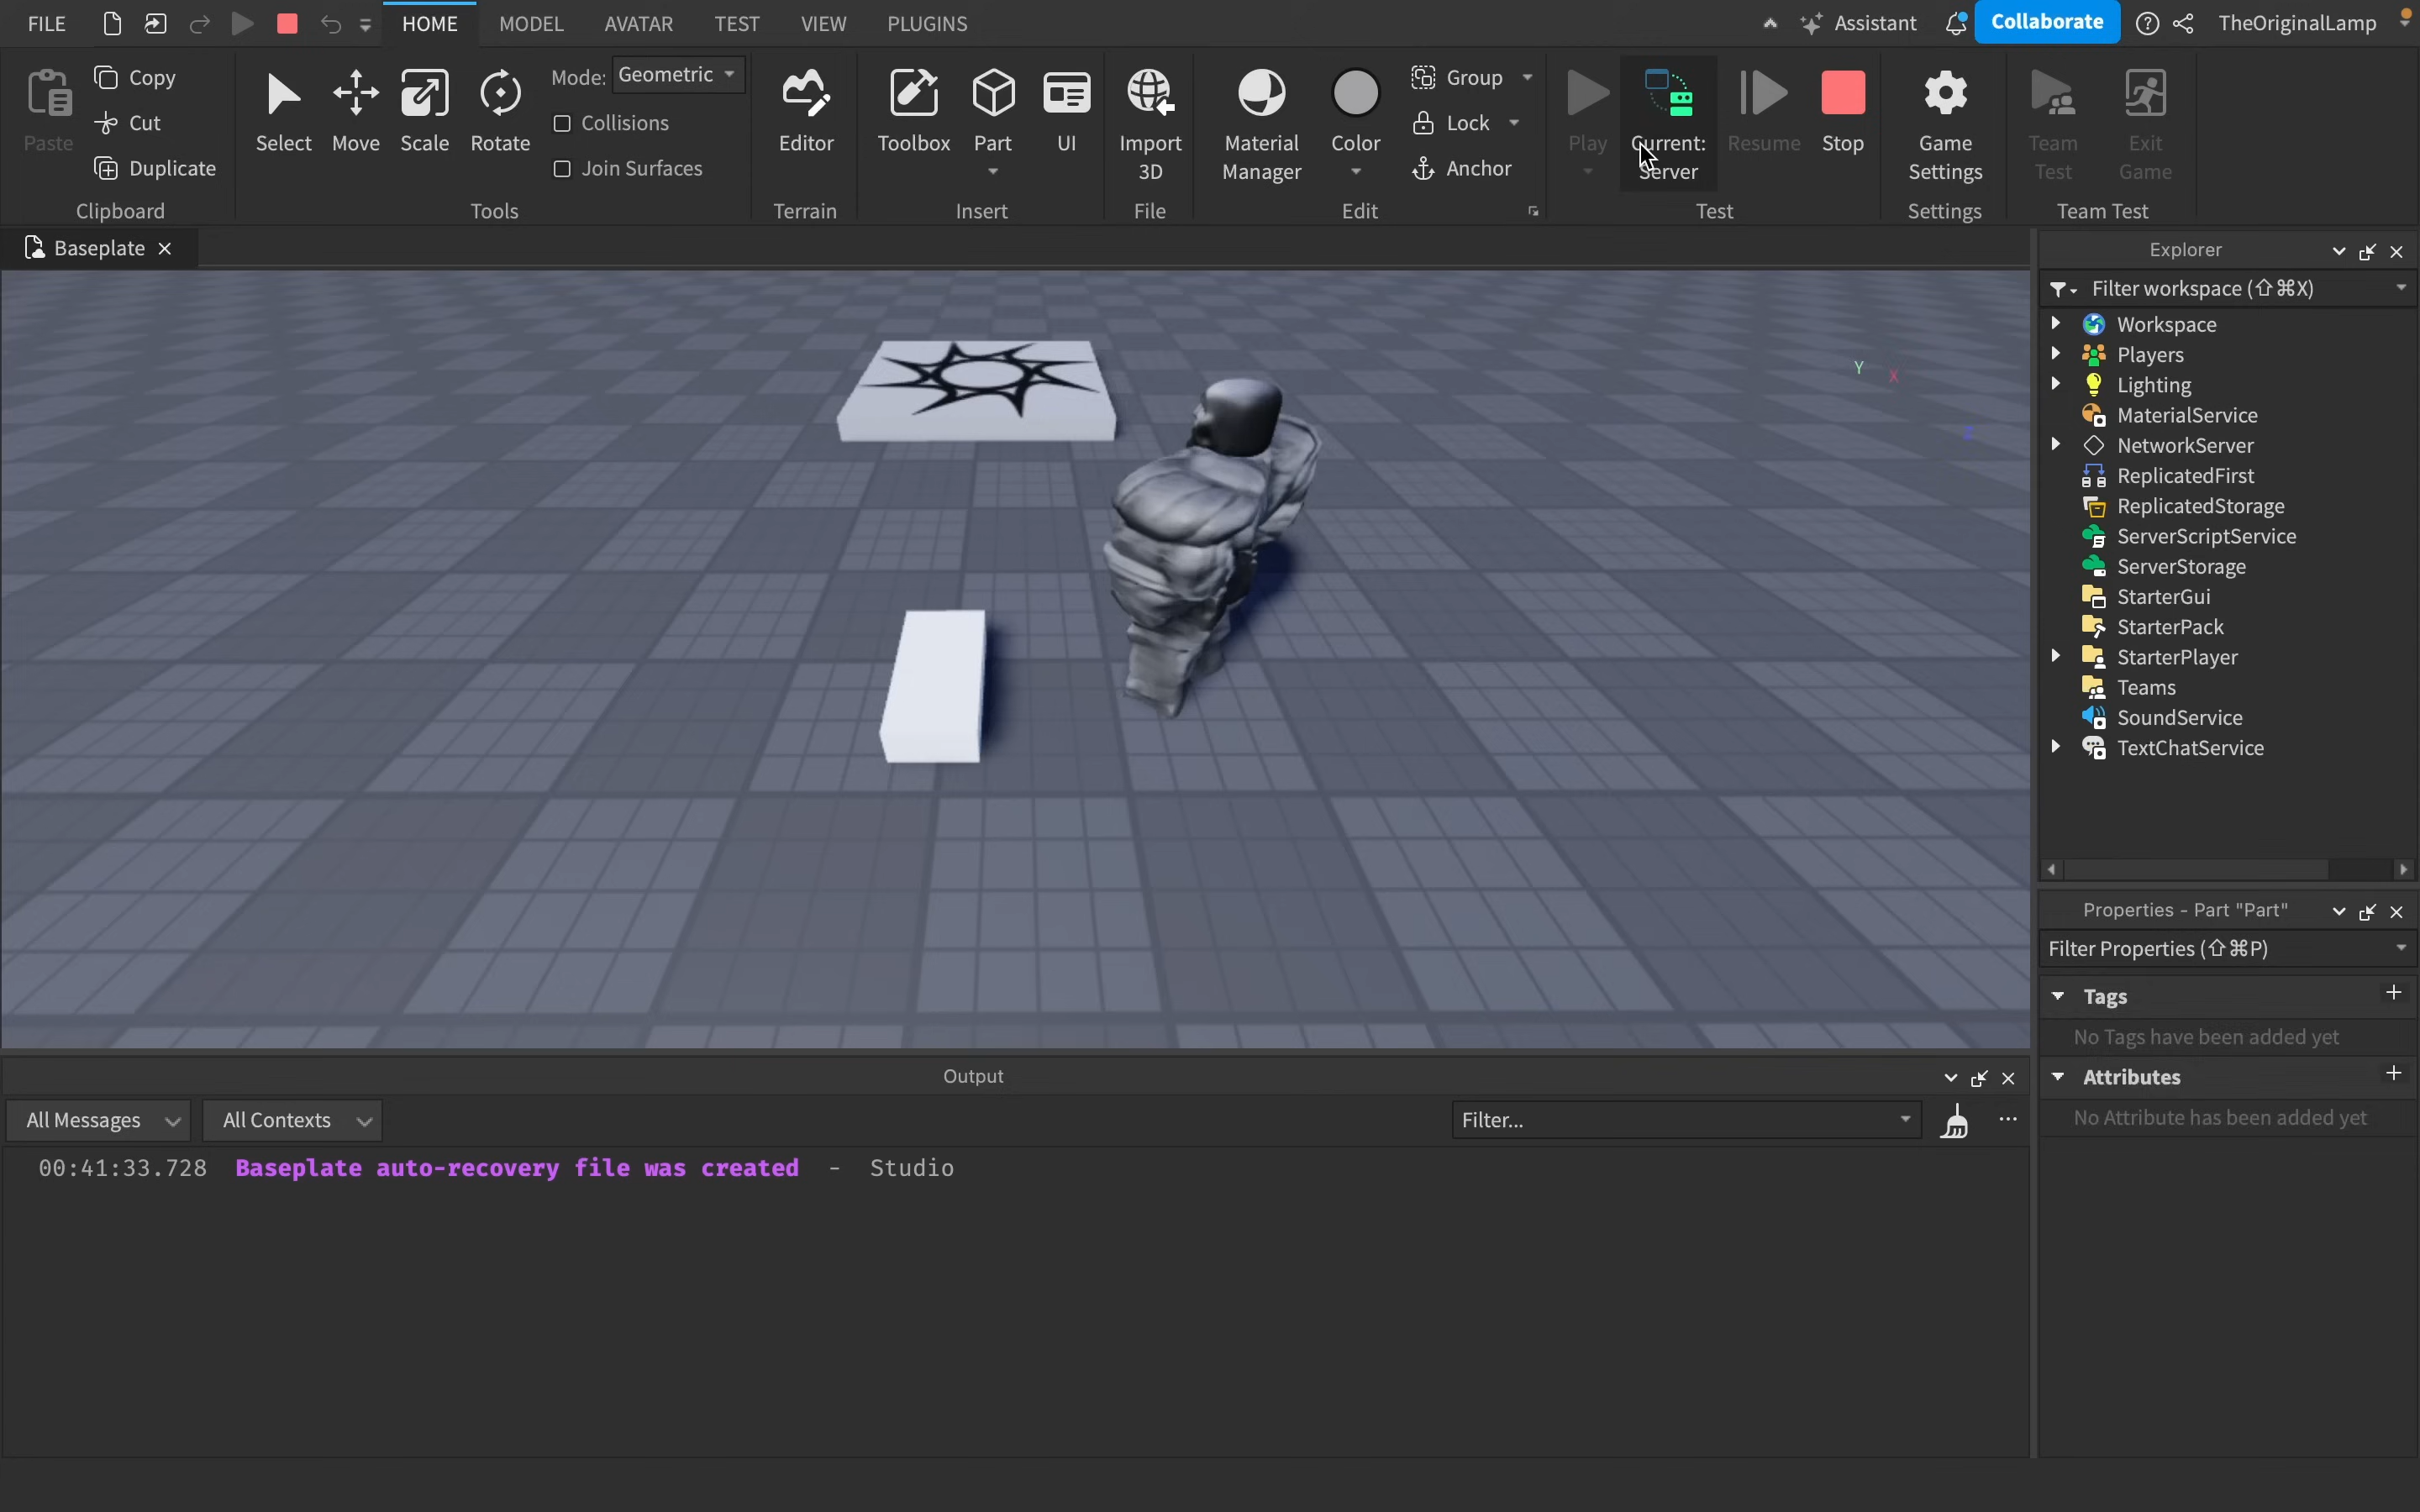 FILE HOME MODEL AVATAR TEST VIEW PLUGINS Assistant Collaborate TheOriginalLamp
Paste
Copy
Cut
Duplicate
Clipboard
Select Move Scale Rotate
Mode: Geometric
Collisions
Join Surfaces
Tools
Editor
Terrain
Toolbox Part UI
Insert
Import
3D
File
Material
Manager
Color
Group
Lock
Anchor
Edit
Play
Current:
Server
Resume
Stop
Test
Game
Settings
Settings
Team
Test
Exit
Game
Team Test
Baseplate
Y X
Z
Explorer
Filter workspace (⇧⌘X)
Workspace
Players
Lighting
MaterialService
NetworkServer
ReplicatedFirst
ReplicatedStorage
ServerScriptService
ServerStorage
StarterGui
StarterPack
StarterPlayer
Teams
SoundService
TextChatService
Properties - Part "Part"
Filter Properties (⇧⌘P)
Tags
No Tags have been added yet
Attributes
No Attribute has been added yet
Output
All Messages All Contexts Filter...
00:41:33.728 Baseplate auto-recovery file was created - Studio